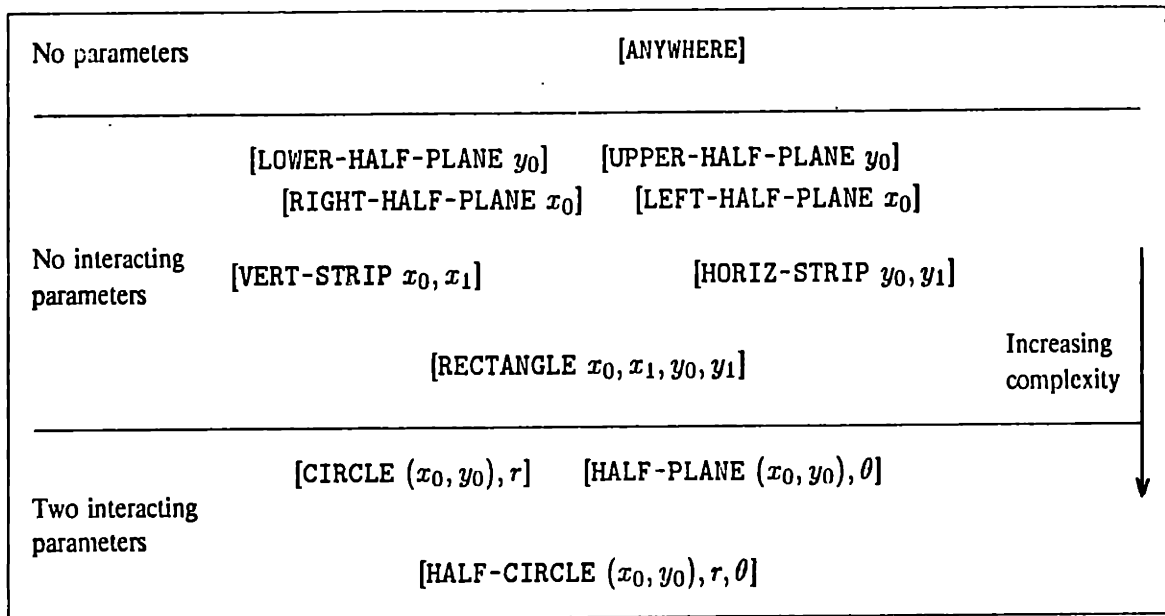 No parameters [ANYWHERE]
[LOWER-HALF-PLANE y₀] [UPPER-HALF-PLANE y₀]
[RIGHT-HALF-PLANE x₀] [LEFT-HALF-PLANE x₀]
No interacting
parameters
[VERT-STRIP x₀, x₁] [HORIZ-STRIP y₀, y₁]
[RECTANGLE x₀, x₁, y₀, y₁]
Increasing
complexity
[CIRCLE (x₀, y₀), r] [HALF-PLANE (x₀, y₀), θ]
Two interacting
parameters
[HALF-CIRCLE (x₀, y₀), r, θ]